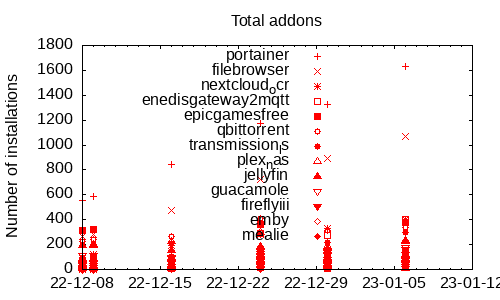 Total addons
Number of installations
1800
1600
1400
1200
1000
800
600
400
200
0
portainer
filebrowser
nextcloud_ocr
enedisgateway2mqtt
epicgamesfree
qbittorrent
plex_nas
jellyfin
guacamole
fireflyiii
emby
mealie
22-12-08 22-12-15 22-12-22 22-12-29 23-01-05 23-01-12